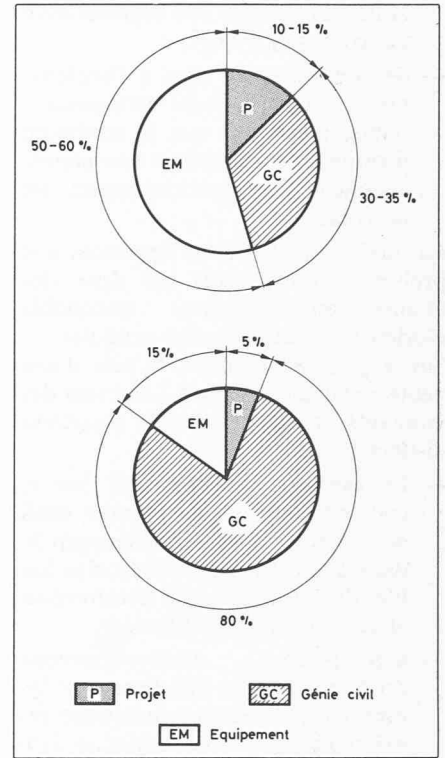 10-15 %
P
50-60 %
EM
GC
30-35 %
15%
5 %
EM
P
GC
80 %
P Projet
GC Génie civil
EM Equipement